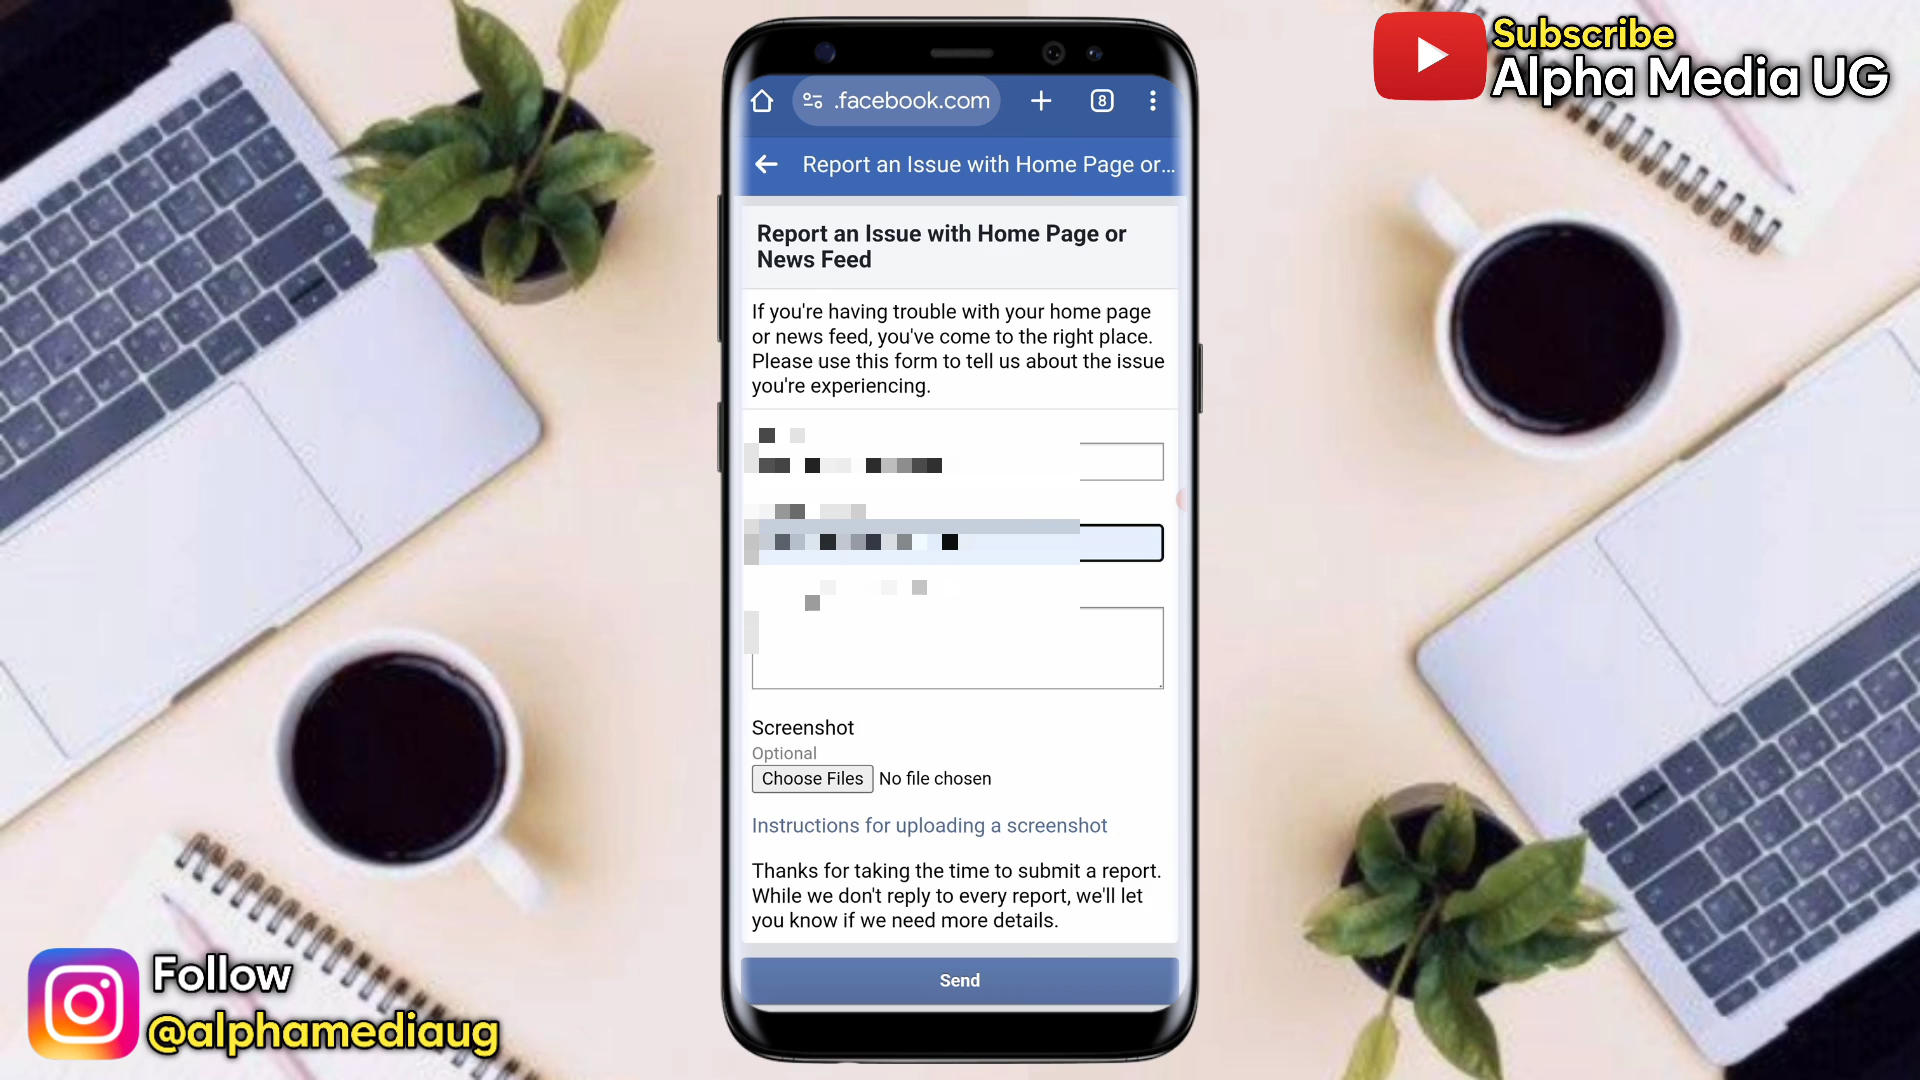 Subscribe
Alpha Media UG
.facebook.com
8
Report an Issue with Home Page or...
Report an Issue with Home Page or
News Feed
If you're having trouble with your home page
or news feed, you've come to the right place.
Please use this form to tell us about the issue
you're experiencing.
Screenshot
Optional
Choose Files No file chosen
Instructions for uploading a screenshot
Thanks for taking the time to submit a report.
While we don't reply to every report, we'll let
you know if we need more details.
Send
Follow
@alphamediaug